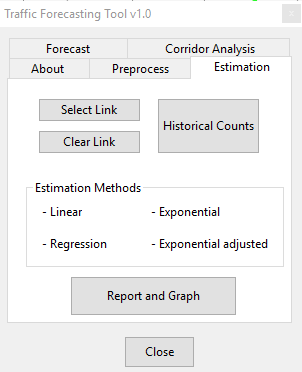 Traffic Forecasting Tool v1.0
Forecast Corridor Analysis
About Preprocess Estimation
Select Link
Historical Counts
Clear Link
Estimation Methods
- Linear - Exponential
- Regression - Exponential adjusted
Report and Graph
Close